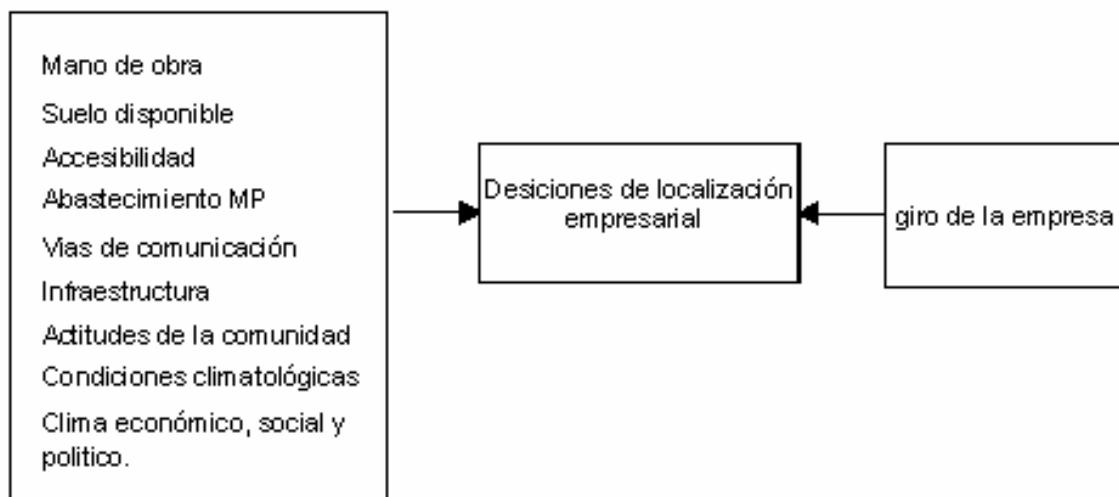 Mano de obra
Suelo disponible
Accesibilidad
Abastecimiento MP
Vias de comunicación
Infraestructura
Actitudes de la comunidad
Condiciones climatológicas
Clima económico, social y
politico.
Desiciones de localización
empresarial
giro de la empresa